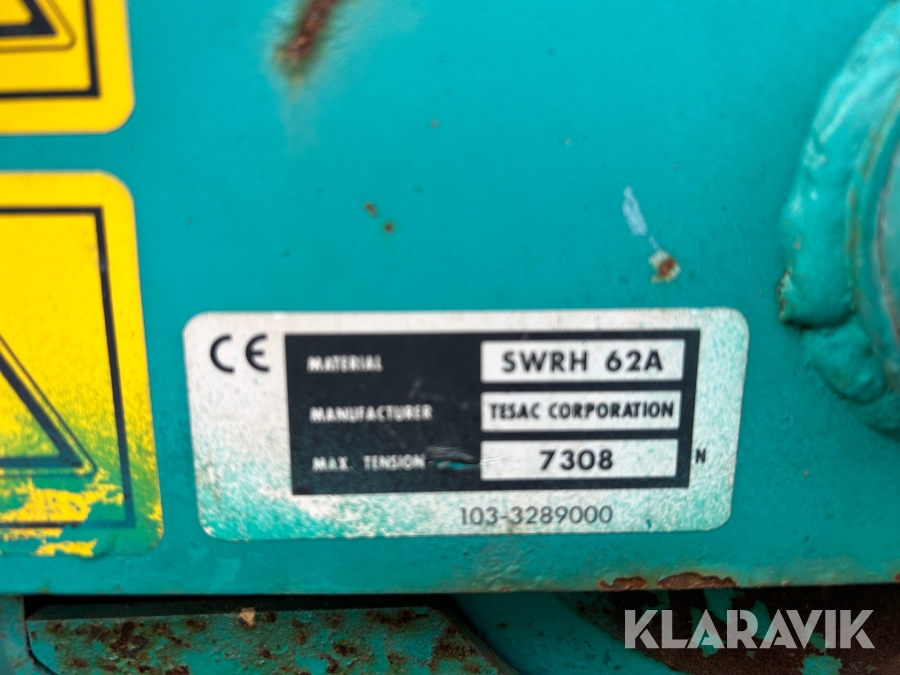 CE
MATERIAL SWRH 62A
MANUFACTURER TESAC CORPORATION
MAX. TENSION 7308 N
103-3289000
KLARAVIK